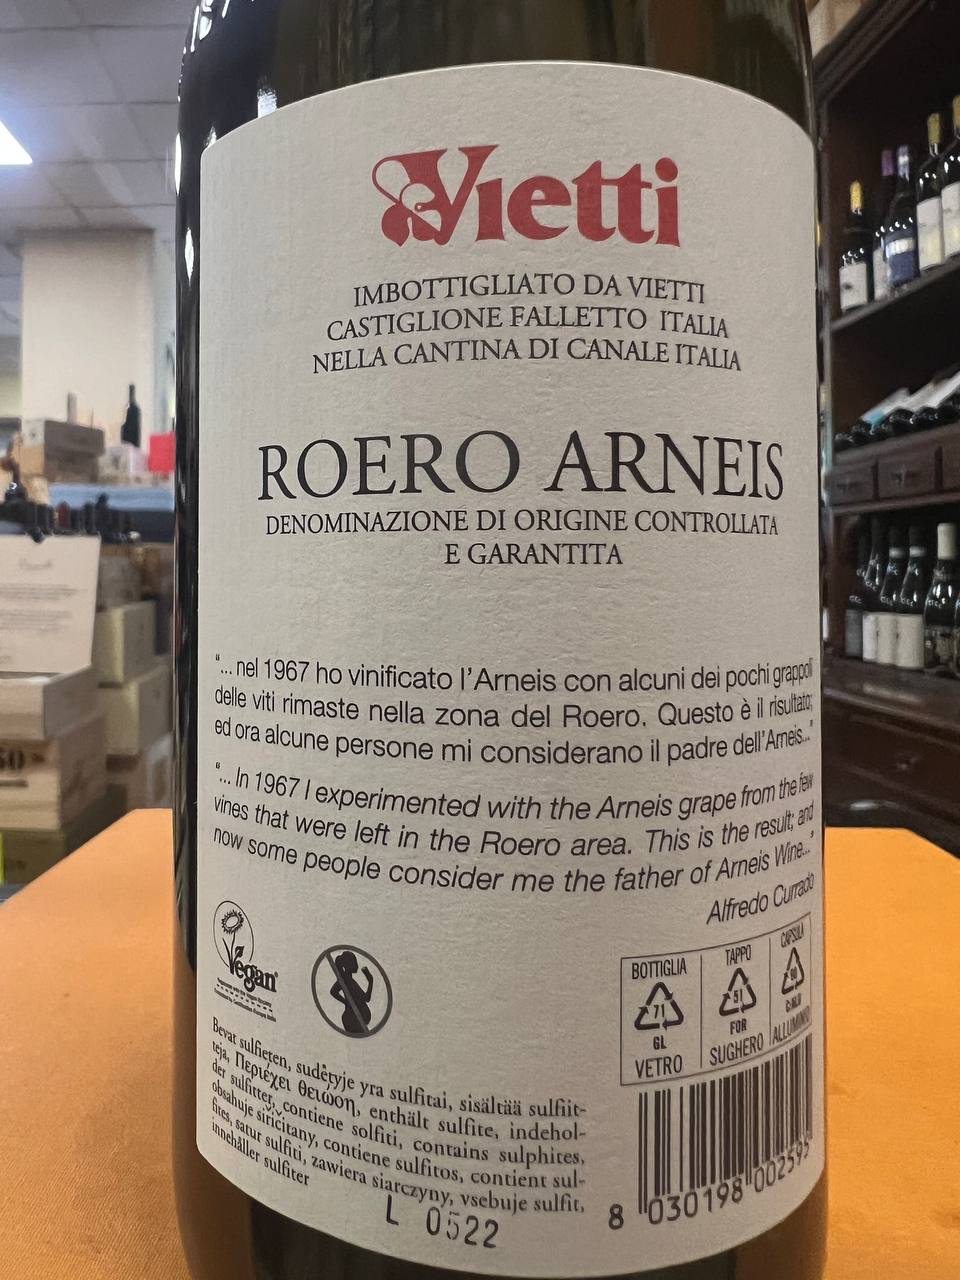 Vietti
IMBOTTIGLIATO DA VIETTI
CASTIGLIONE FALLETTO ITALIA
NELLA CANTINA DI CANALE ITALIA
ROERO ARNEIS
DENOMINAZIONE DI ORIGINE CONTROLLATA
E GARANTITA
“... nel 1967 ho vinificato l’Arneis con alcuni dei pochi grappoli
delle viti rimaste nella zona del Roero. Questo è il risultato;
ed ora alcune persone mi considerano il padre dell’Arneis...”
“... In 1967 I experimented with the Arneis grape from the few
vines that were left in the Roero area. This is the result; and
now some people consider me the father of Arneis Wine...”
Alfredo Currado
Vegan
BOTTIGLIA
71
GL
VETRO
TAPPO
51
FOR
SUGHERO
CAPSULA
90
C/ALU
ALLUMINIO
Bevat sulfieten, sudėtyje yra sulfitai, sisältää sulfiit-
teja, Περιέχει θειώδη, enthält sulfite, indehol-
der sulfitter, contiene solfiti, contains sulphites,
obsahuje siřičitany, contiene sulfitos, contient sul-
fites, satur sulfiti, zawiera siarczyny, vsebuje sulfit,
innehåller sulfiter
L 0522
8 030198 002595